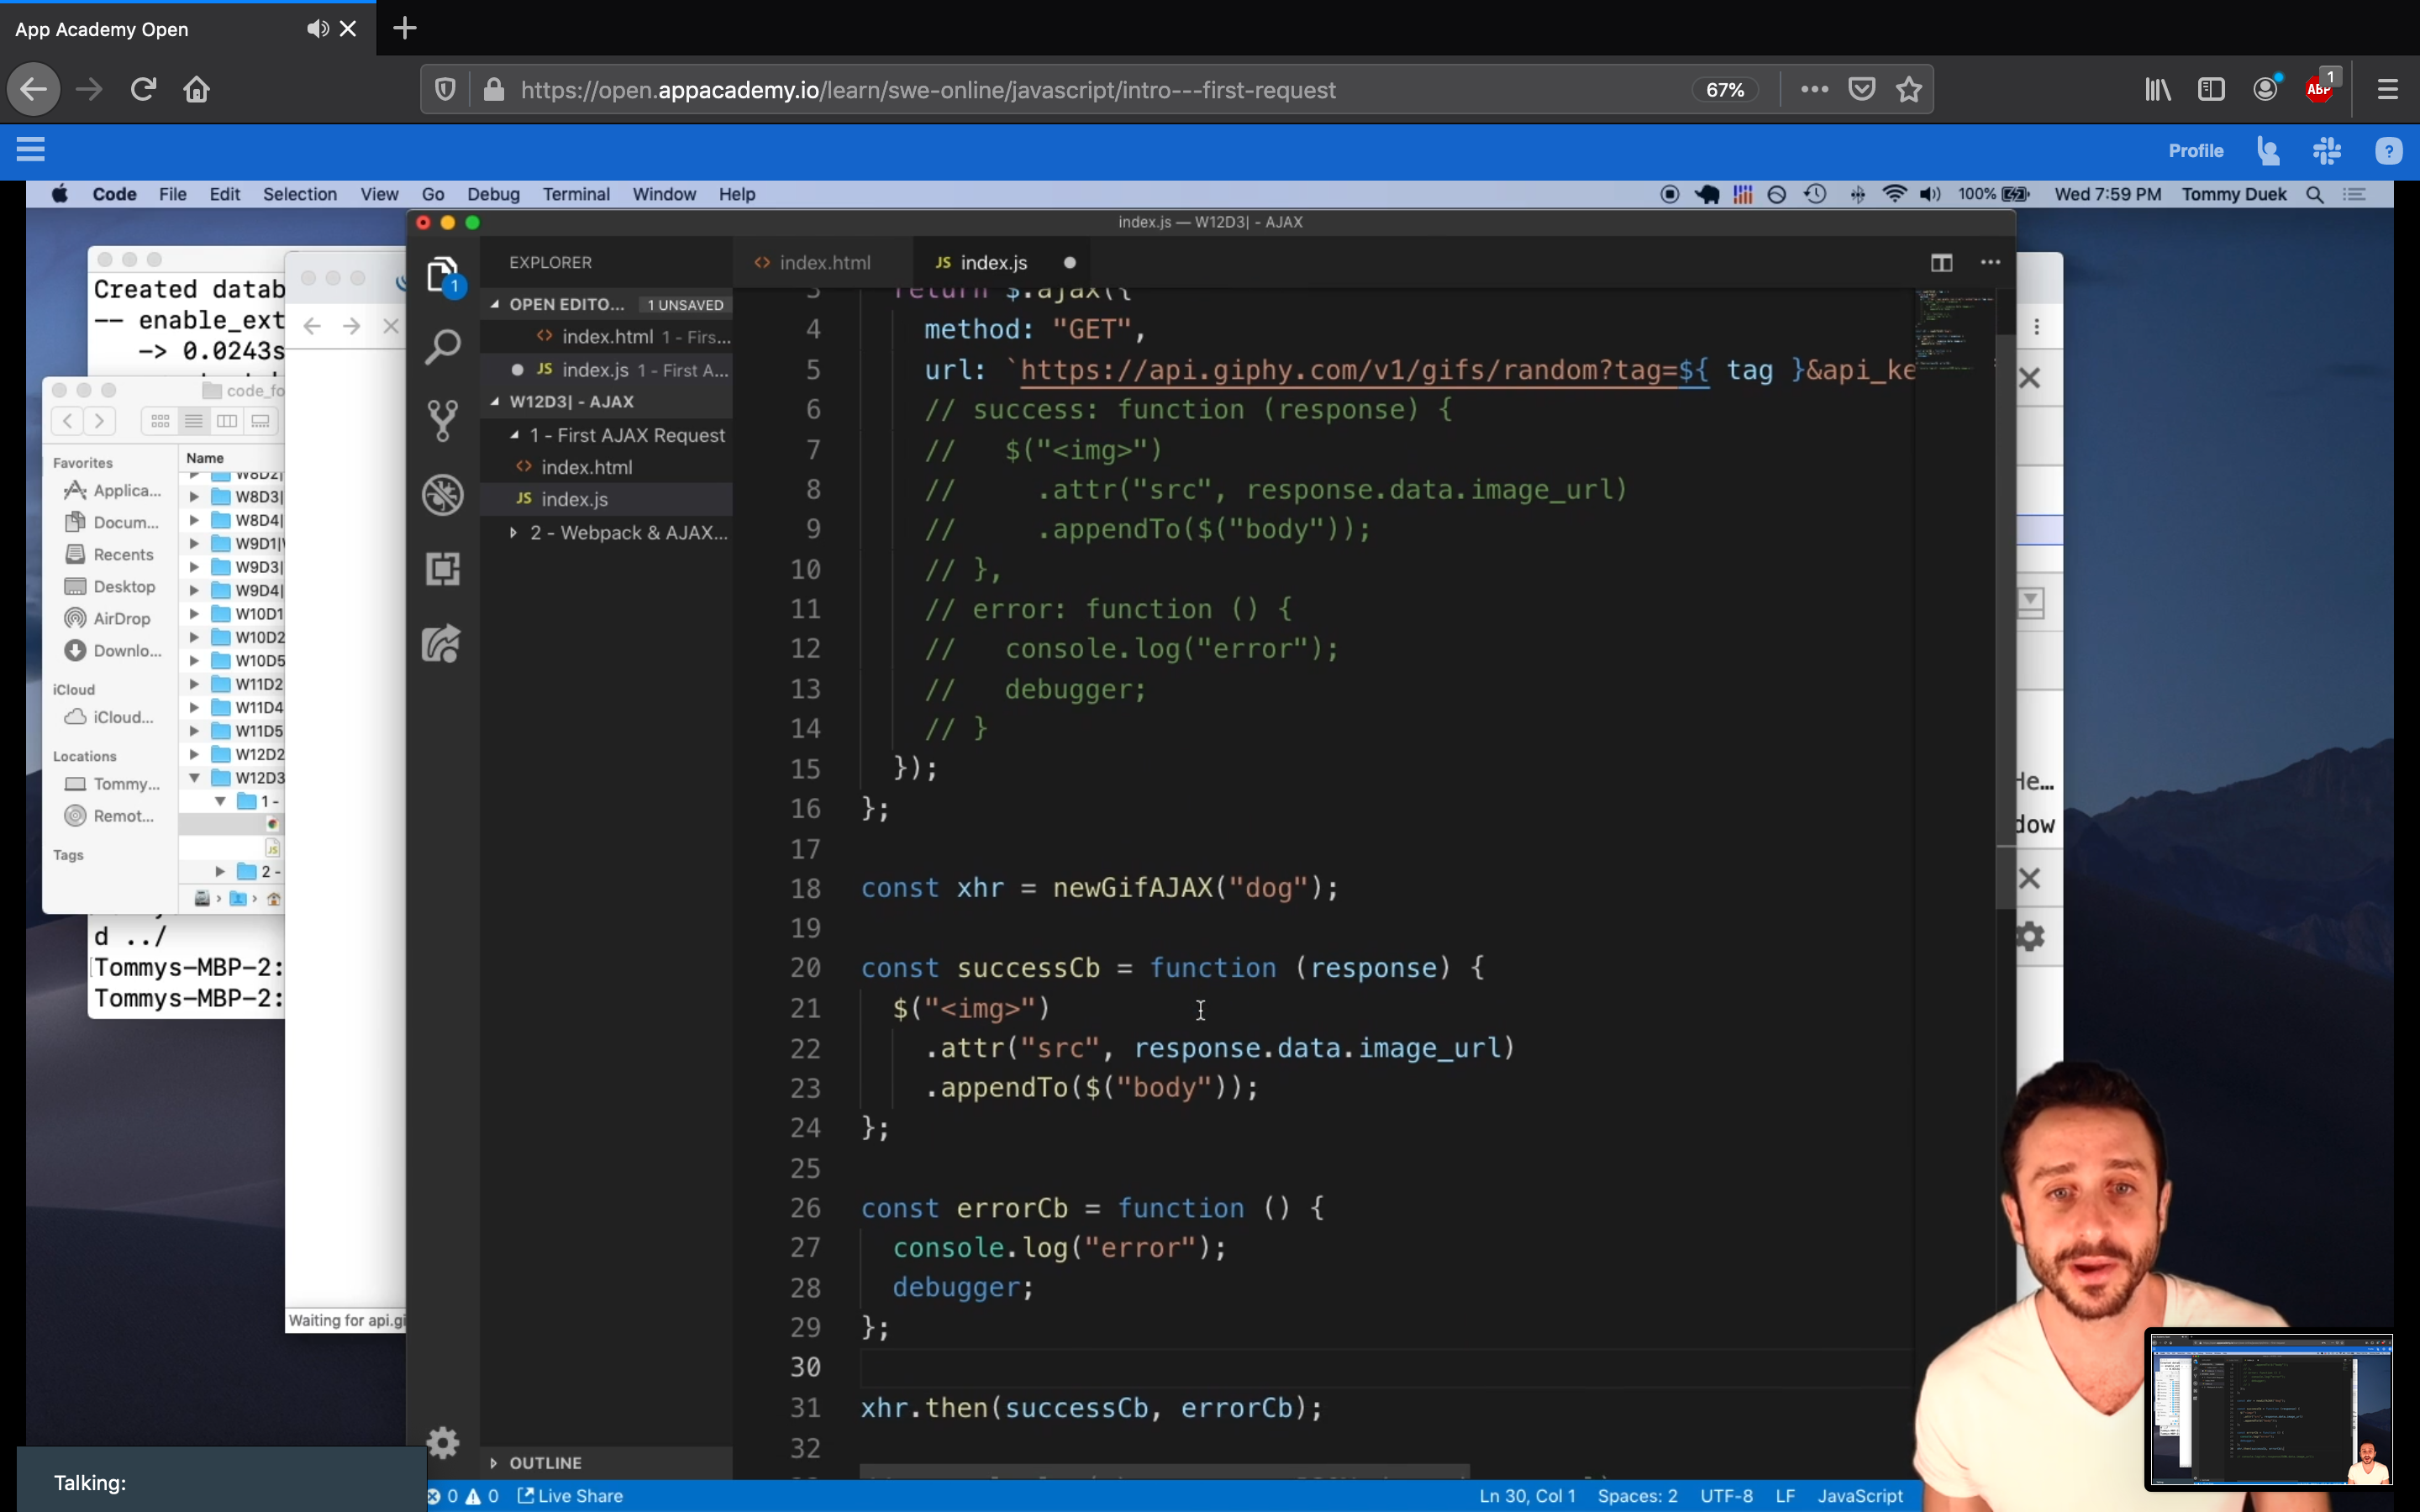 App Academy Open
https://open.appacademy.io/learn/swe-online/javascript/intro---first-request
67%
ABP
1
Profile
Code File Edit Selection View Go Debug Terminal Window Help
100%
Wed 7:59 PM
Tommy Duek
index.js — W12D3| - AJAX
Created datab
-- enable_ext
-> 0.0243s
code_fo
Favorites
Applica...
Docum...
Recents
Desktop
AirDrop
Downlo...
iCloud
iCloud...
Locations
Tommy...
Remot...
Tags
Name
W8D2|
W8D3|
W8D4|
W9D1|
W9D3|
W9D4|
W10D1
W10D2
W10D5
W11D2
W11D4
W11D5
W12D2
W12D3
1 -
JS
2 -
d ../
Tommys-MBP-2:
Tommys-MBP-2:
Waiting for api.gi
1
EXPLORER
OPEN EDITO... 1 UNSAVED
index.html 1 - Firs...
JS index.js 1 - First A...
W12D3| - AJAX
1 - First AJAX Request
index.html
JS index.js
2 - Webpack & AJAX...
OUTLINE
index.html
JS index.js
3 return $.ajax({
4 method: "GET",
5 url: `https://api.giphy.com/v1/gifs/random?tag=${ tag }&api_ke
6 // success: function (response) {
7 // $("<img>")
8 // .attr("src", response.data.image_url)
9 // .appendTo($("body"));
10 // },
11 // error: function () {
12 // console.log("error");
13 // debugger;
14 // }
15 });
16 };
17
18 const xhr = newGifAJAX("dog");
19
20 const successCb = function (response) {
21 $("<img>")
22 .attr("src", response.data.image_url)
23 .appendTo($("body"));
24 };
25
26 const errorCb = function () {
27 console.log("error");
28 debugger;
29 };
30
31 xhr.then(successCb, errorCb);
32
He...
dow
Talking:
0 0 Live Share
Ln 30, Col 1 Spaces: 2 UTF-8 LF JavaScript